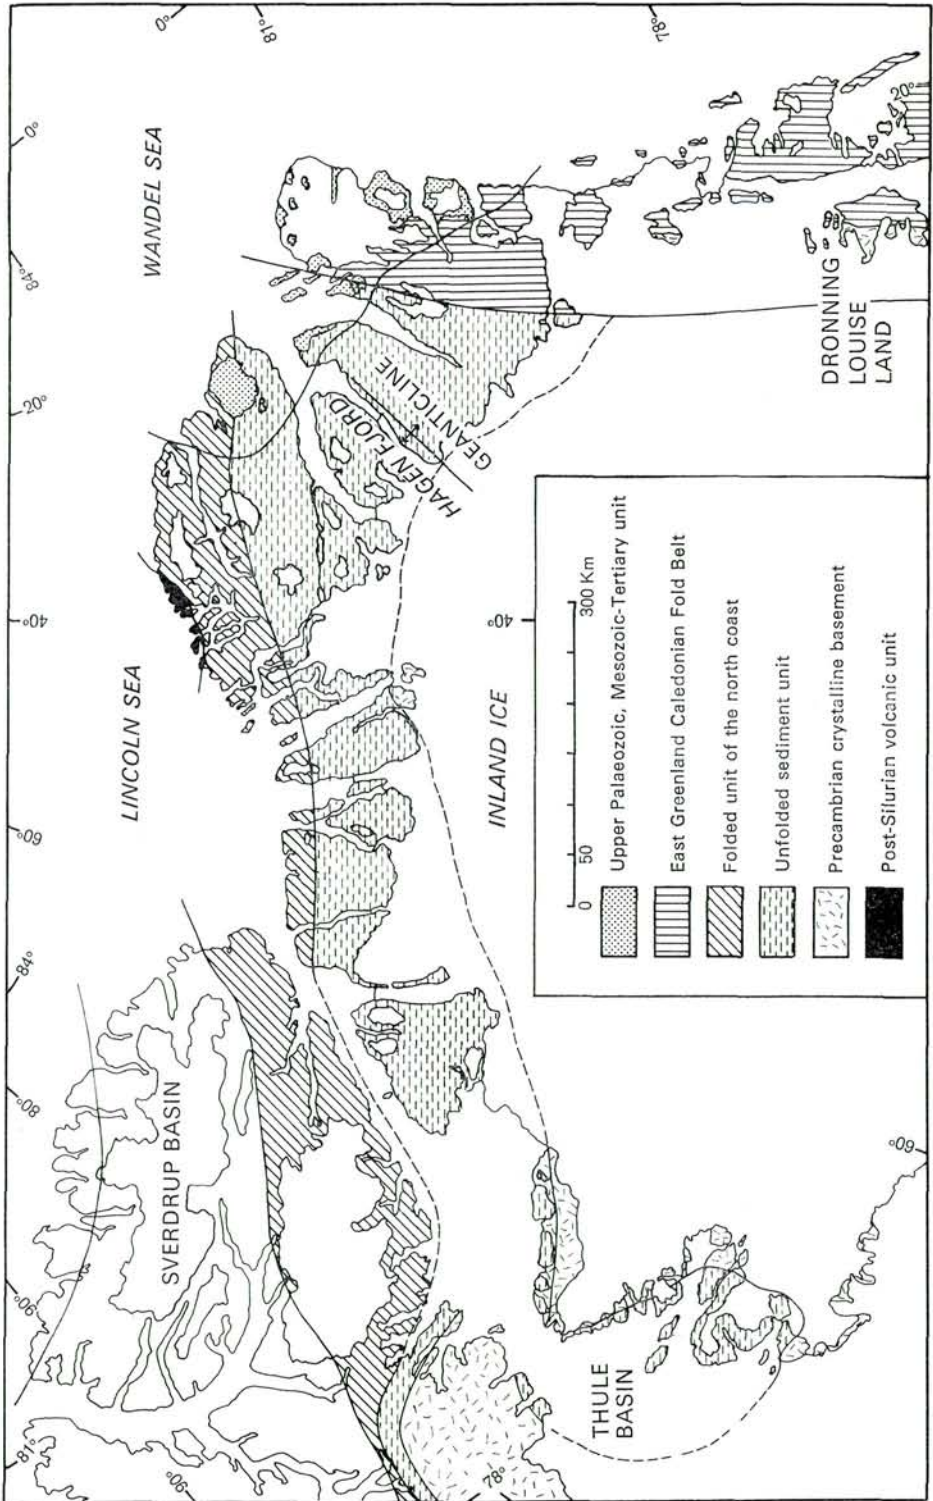 81°
90°
90°
80°
84°
60°
40°
20°
84°
0°
0°
81°
78°
20°
SVERDRUP BASIN
LINCOLN SEA
WANDEL SEA
HAGEN FJORD
GEANTICLINE
INLAND ICE
40°
78°
THULE
BASIN
60°
DRONNING
LOUISE
LAND
0 50 300 Km
Upper Palaeozoic, Mesozoic-Tertiary unit
East Greenland Caledonian Fold Belt
Folded unit of the north coast
Unfolded sediment unit
Precambrian crystalline basement
Post-Silurian volcanic unit